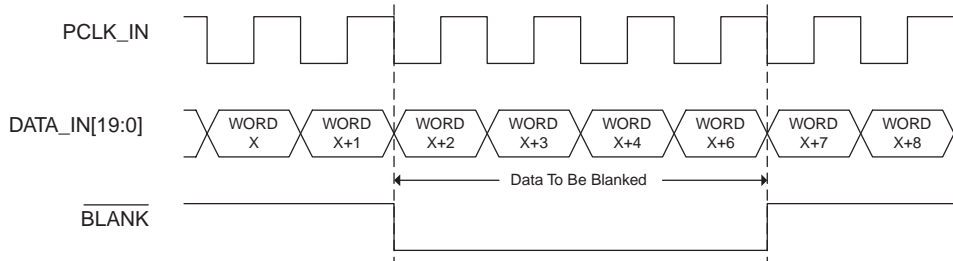 PCLK_IN
DATA_IN[19:0]
WORD X
WORD X+1
WORD X+2
WORD X+3
WORD X+4
WORD X+6
WORD X+7
WORD X+8
Data To Be Blanked
BLANK